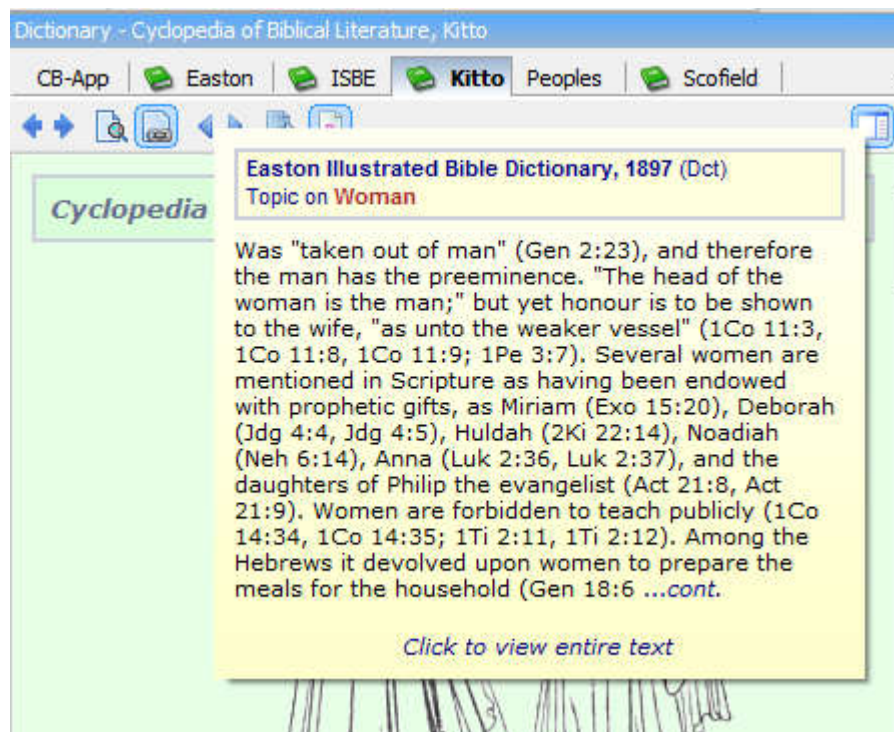 Dictionary - Cyclopedia of Biblical Literature, Kitto
CB-App Easton ISBE Kitto Peoples Scofield
Cyclopedia
Easton Illustrated Bible Dictionary, 1897 (Dct)
Topic on Woman
Was "taken out of man" (Gen 2:23), and therefore
the man has the preeminence. "The head of the
woman is the man;" but yet honour is to be shown
to the wife, "as unto the weaker vessel" (1Co 11:3,
1Co 11:8, 1Co 11:9; 1Pe 3:7). Several women are
mentioned in Scripture as having been endowed
with prophetic gifts, as Miriam (Exo 15:20), Deborah
(Jdg 4:4, Jdg 4:5), Huldah (2Ki 22:14), Noadiah
(Neh 6:14), Anna (Luk 2:36, Luk 2:37), and the
daughters of Philip the evangelist (Act 21:8, Act
21:9). Women are forbidden to teach publicly (1Co
14:34, 1Co 14:35; 1Ti 2:11, 1Ti 2:12). Among the
Hebrews it devolved upon women to prepare the
meals for the household (Gen 18:6 ...cont.
Click to view entire text